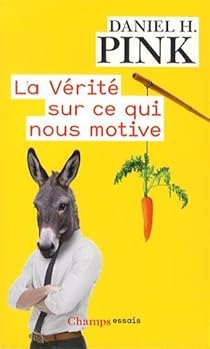 DANIEL H.
PINK
La Vérité
sur ce qui
nous motive
Champs essais